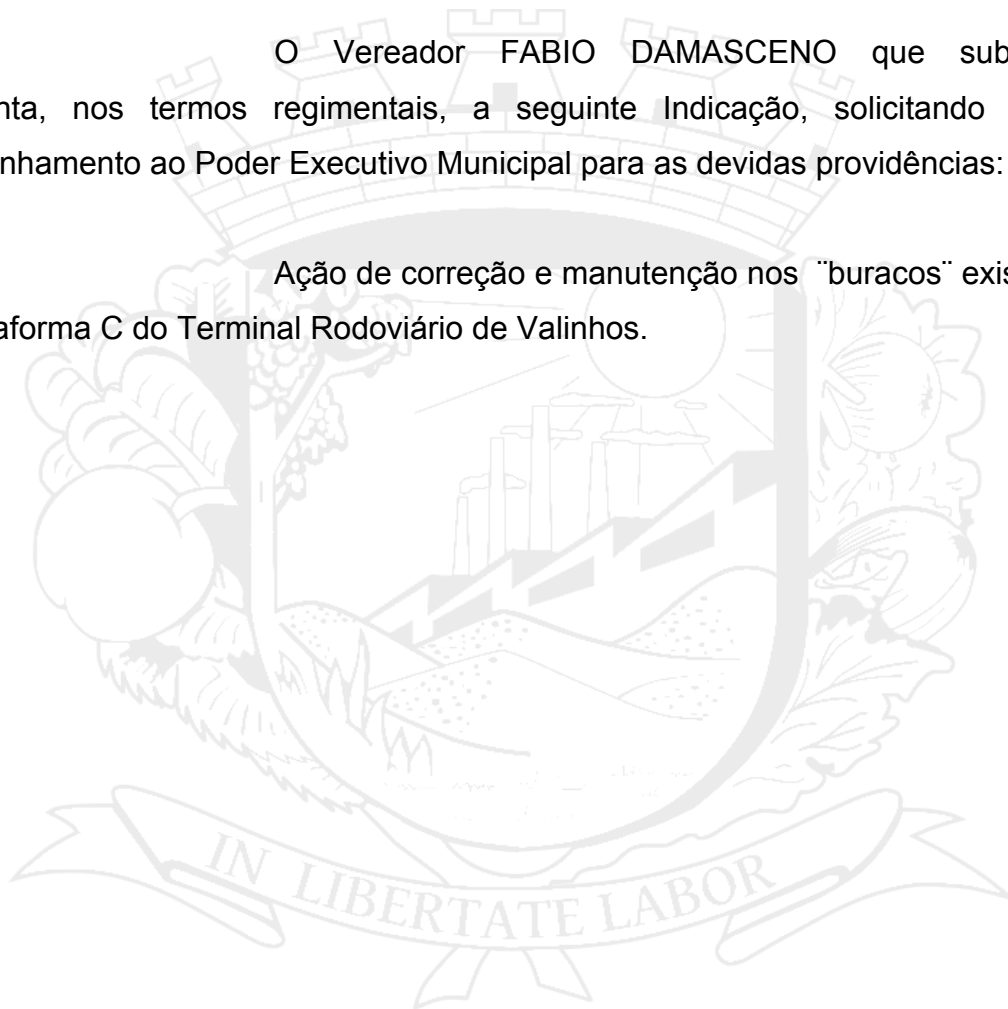 O Vereador FABIO DAMASCENO que sub
nta, nos termos regimentais, a seguinte Indicação, solicitando
nhamento ao Poder Executivo Municipal para as devidas providências:
Ação de correção e manutenção nos ¨buracos¨ exis
aforma C do Terminal Rodoviário de Valinhos.
IN LIBERTATE LABOR